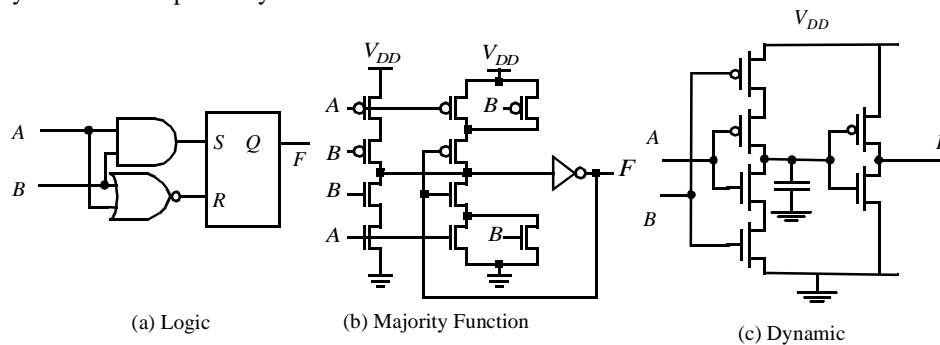 V_DD
V_DD
V_DD
A
B
S
Q
R
F
A
B
B
B
A
B
F
A
B
(a) Logic
(b) Majority Function
(c) Dynamic